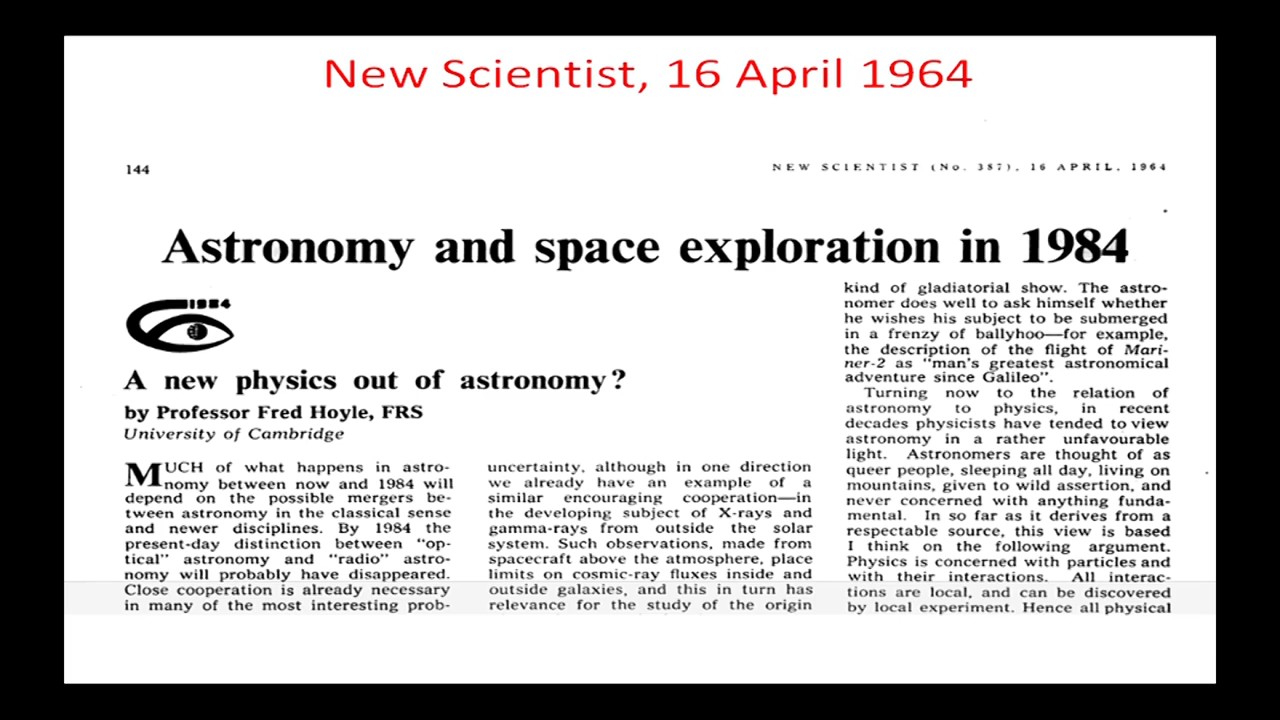 New Scientist, 16 April 1964
144
NEW SCIENTIST (No. 387), 16 APRIL, 1964
Astronomy and space exploration in 1984
1984
A new physics out of astronomy?
by Professor Fred Hoyle, FRS
University of Cambridge
MUCH of what happens in astro-
nomy between now and 1984 will
depend on the possible mergers be-
tween astronomy in the classical sense
and newer disciplines. By 1984 the
present-day distinction between "op-
tical" astronomy and "radio" astro-
nomy will probably have disappeared.
Close cooperation is already necessary
in many of the most interesting prob-
uncertainty, although in one direction
we already have an example of a
similar encouraging cooperation—in
the developing subject of X-rays and
gamma-rays from outside the solar
system. Such observations, made from
spacecraft above the atmosphere, place
limits on cosmic-ray fluxes inside and
outside galaxies, and this in turn has
relevance for the study of the origin
kind of gladiatorial show. The astro-
nomer does well to ask himself whether
he wishes his subject to be submerged
in a frenzy of ballyhoo—for example,
the description of the flight of Mari-
ner-2 as "man's greatest astronomical
adventure since Galileo".
Turning now to the relation of
astronomy to physics, in recent
decades physicists have tended to view
astronomy in a rather unfavourable
light. Astronomers are thought of as
queer people, sleeping all day, living on
mountains, given to wild assertion, and
never concerned with anything funda-
mental. In so far as it derives from a
respectable source, this view is based
I think on the following argument.
Physics is concerned with particles and
with their interactions. All interac-
tions are local, and can be discovered
by local experiment. Hence all physical